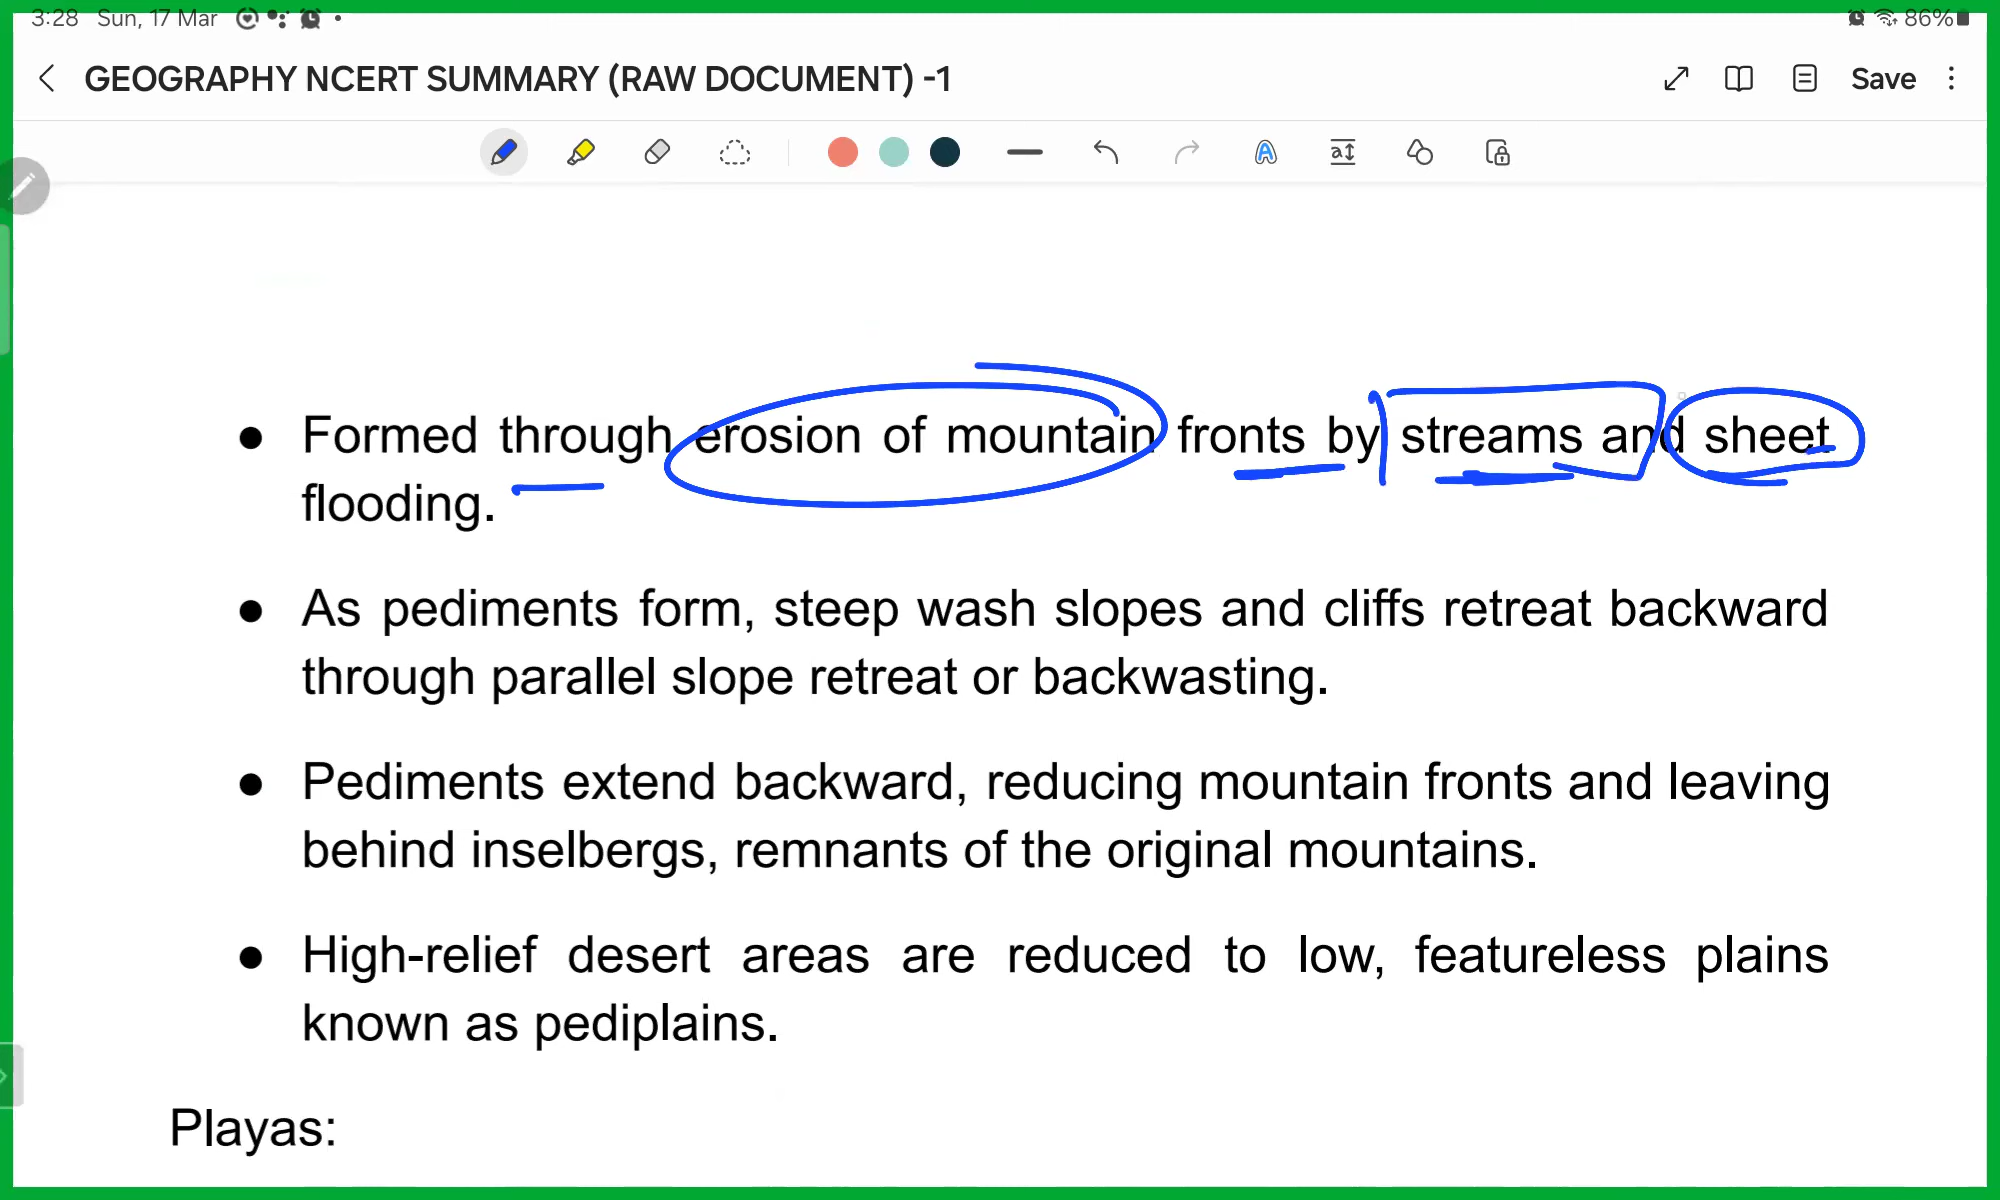 3:28 Sun, 17 Mar 86%
GEOGRAPHY NCERT SUMMARY (RAW DOCUMENT) -1 Save
● Formed through erosion of mountain fronts by streams and sheet
flooding.
● As pediments form, steep wash slopes and cliffs retreat backward
through parallel slope retreat or backwasting.
● Pediments extend backward, reducing mountain fronts and leaving
behind inselbergs, remnants of the original mountains.
● High-relief desert areas are reduced to low, featureless plains
known as pediplains.
Playas: